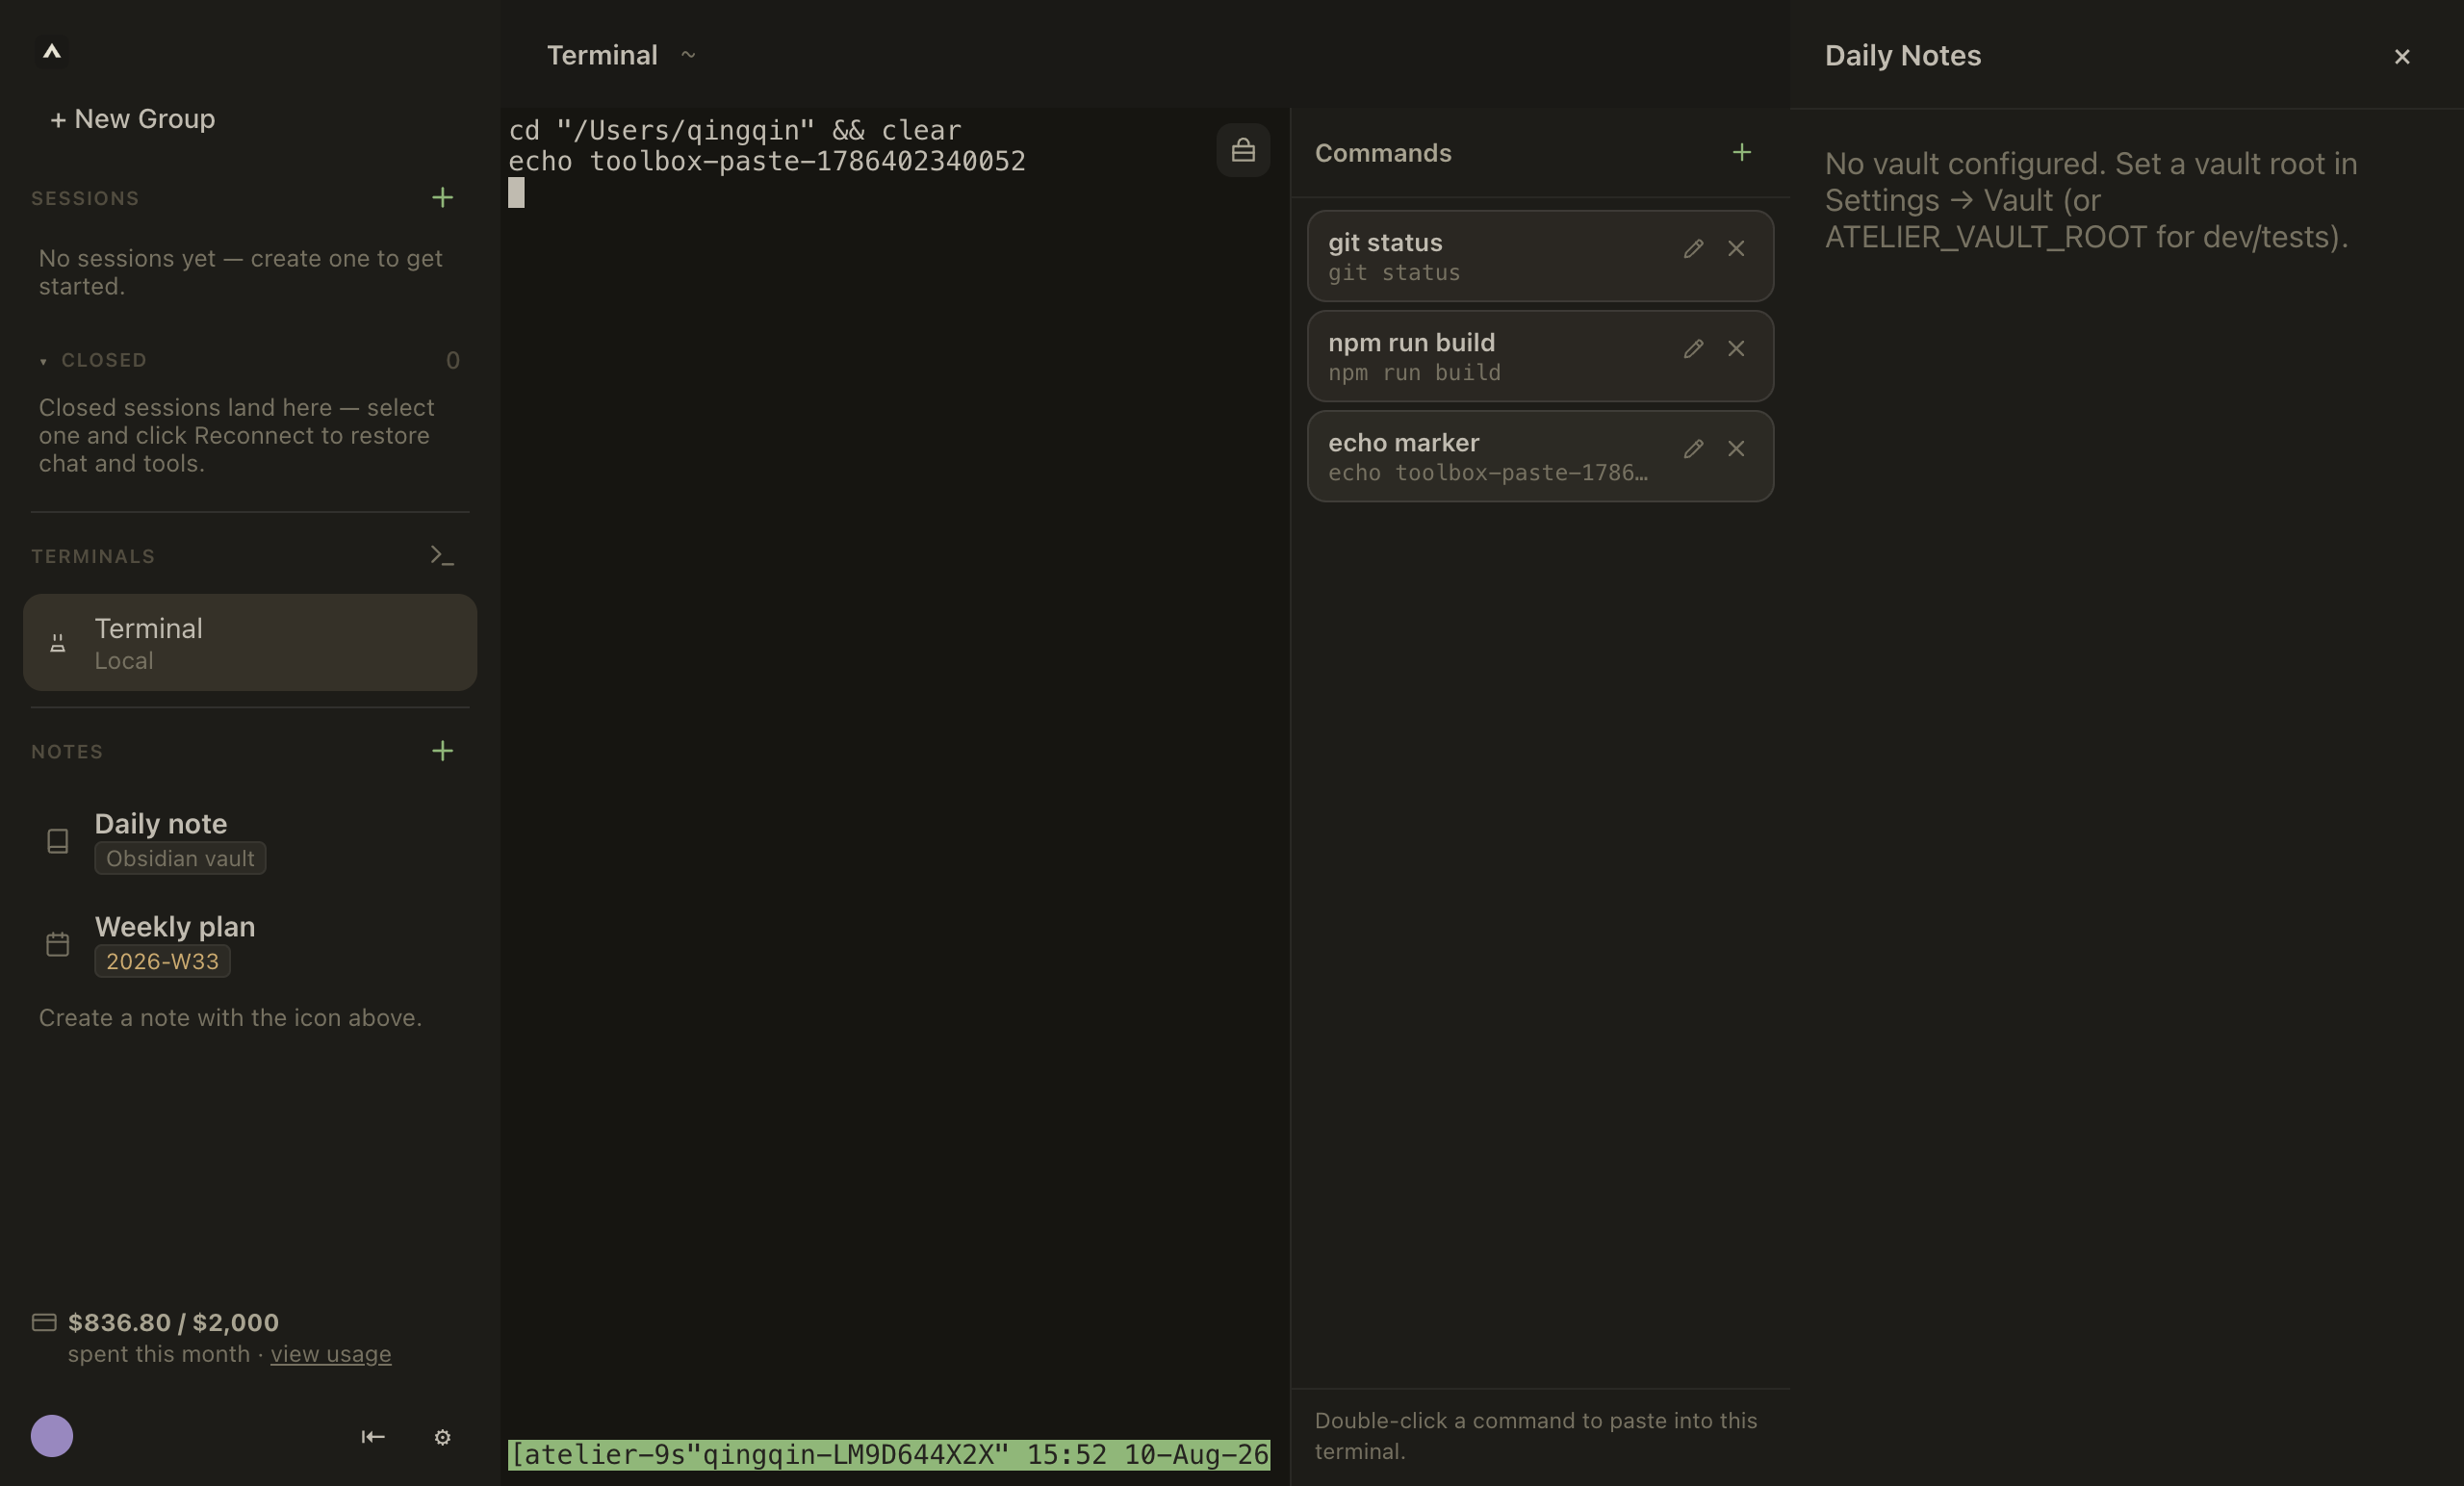 + New Group
SESSIONS
No sessions yet — create one to get
started.
CLOSED 0
Closed sessions land here — select
one and click Reconnect to restore
chat and tools.
TERMINALS
Terminal
Local
NOTES
Daily note
Obsidian vault
Weekly plan
2026-W33
Create a note with the icon above.
$836.80 / $2,000
spent this month · view usage
Terminal ~
cd "/Users/qingqin" && clear
echo toolbox-paste-1786402340052
[atelier-9s"qingqin-LM9D644X2X" 15:52 10-Aug-26
Commands
git status
git status
npm run build
npm run build
echo marker
echo toolbox-paste-1786…
Double-click a command to paste into this
terminal.
Daily Notes
No vault configured. Set a vault root in
Settings → Vault (or
ATELIER_VAULT_ROOT for dev/tests).